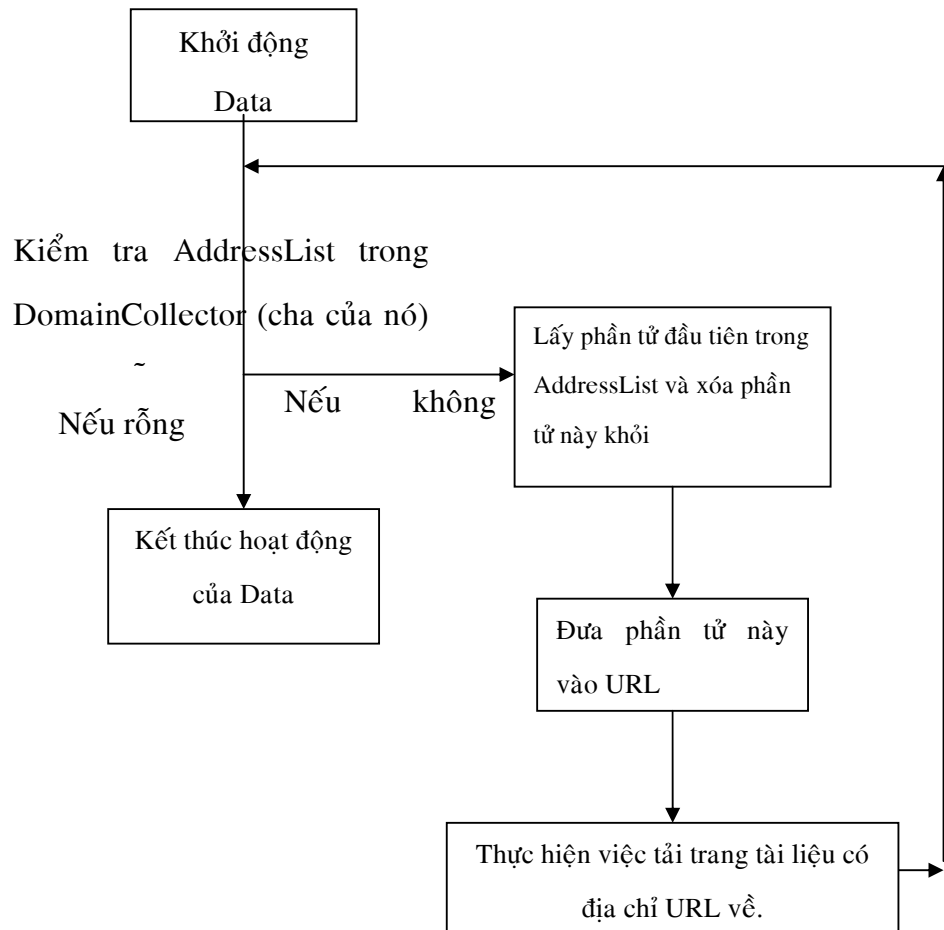 Khởi động
Data
Kiểm tra AddressList trong
DomainCollector (cha của nó)
~
Nếu rỗng
Nếu không
Lấy phần tử đầu tiên trong
AddressList và xóa phần
tử này khỏi
Kết thúc hoạt động
của Data
Đưa phần tử này
vào URL
Thực hiện việc tải trang tài liệu có
địa chỉ URL về.